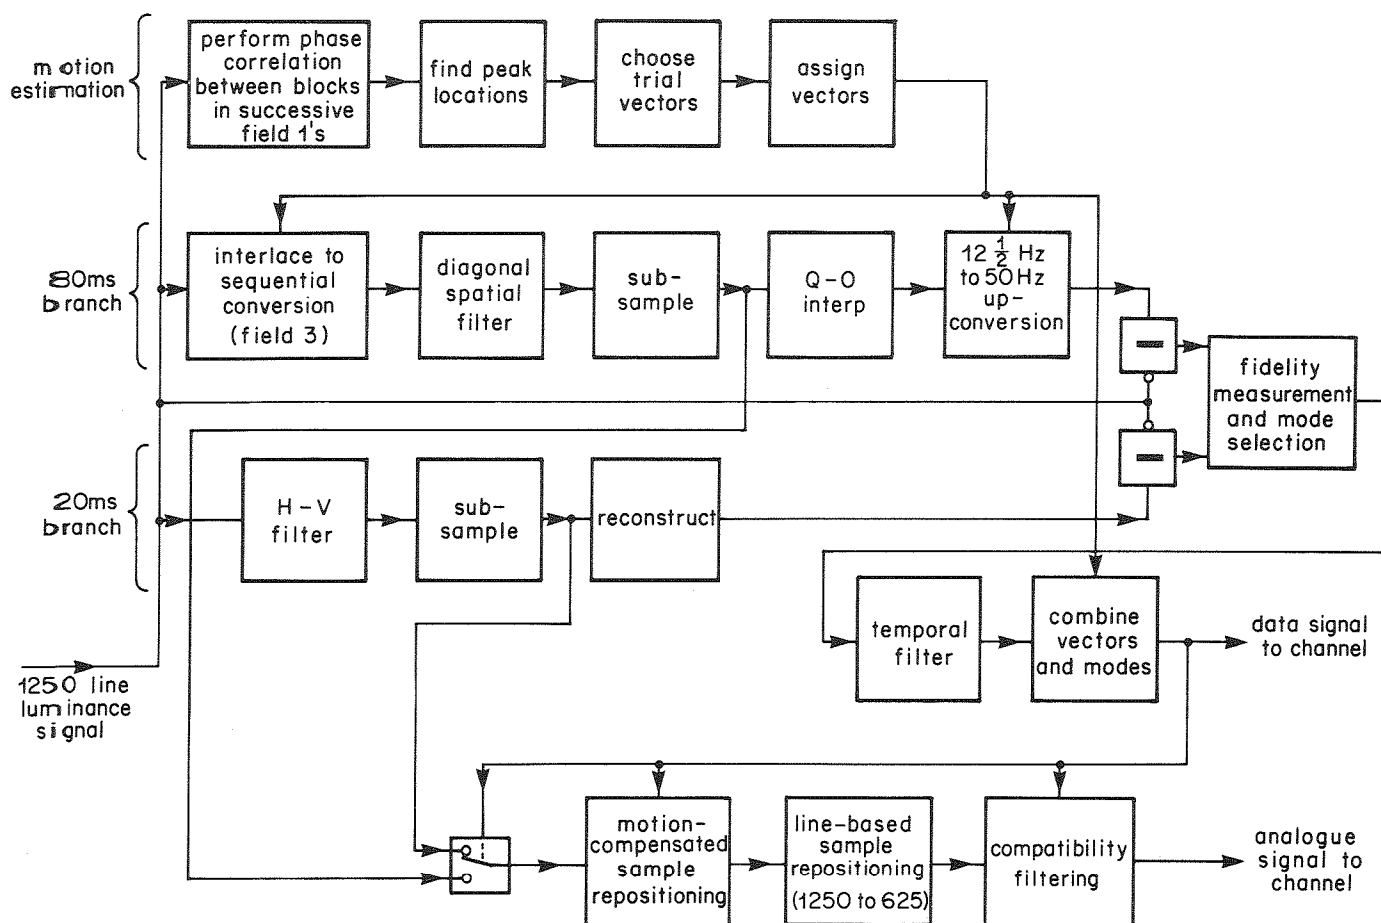 motion
estimation
perform phase
correlation
between blocks
in successive
field 1's
find peak
locations
choose
trial
vectors
assign
vectors
80ms
branch
interlace to
sequential
conversion
(field 3)
diagonal
spatial
filter
sub-
sample
Q-O
interp
12 1/2 Hz
to 50Hz
up-
conversion
fidelity
measurement
and mode
selection
20ms
branch
H-V
filter
sub-
sample
reconstruct
temporal
filter
combine
vectors
and modes
data signal
to channel
1250 line
luminance
signal
motion-
compensated
sample
repositioning
line-based
sample
repositioning
(1250 to 625)
compatibility
filtering
analogue
signal to
channel